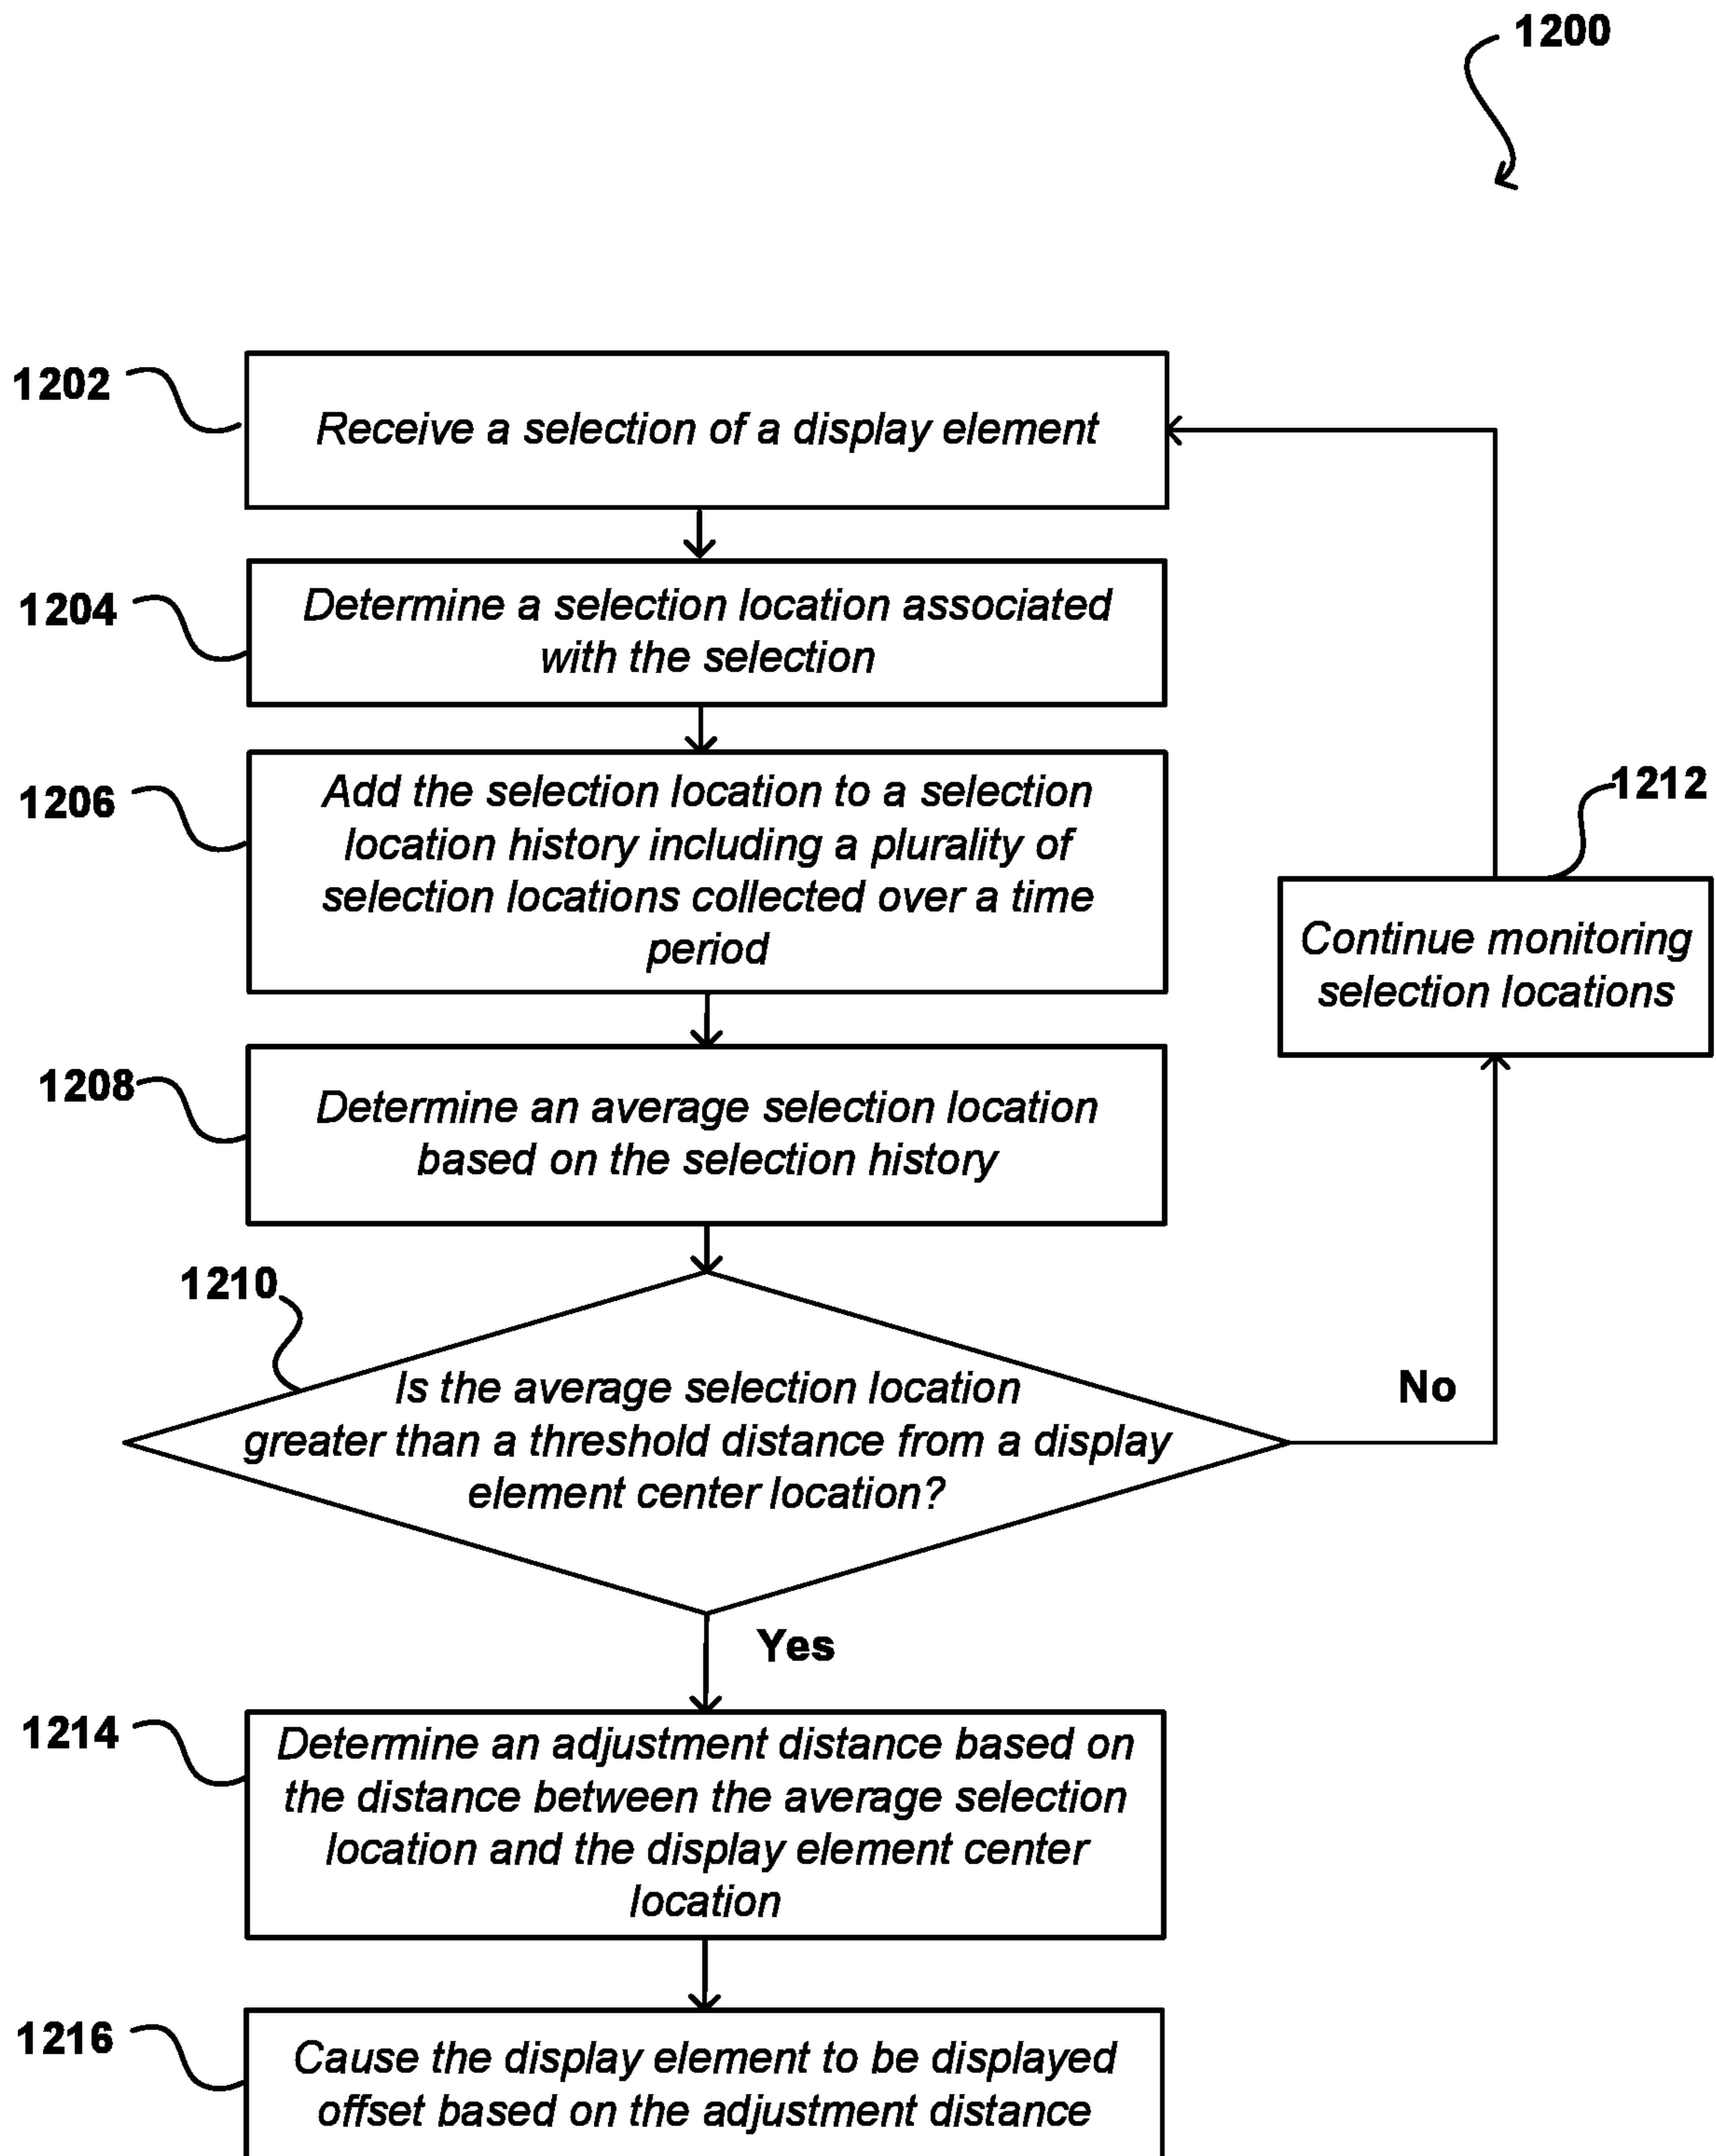 1200
1202
Receive a selection of a display element
1204
Determine a selection location associated
with the selection
1206
Add the selection location to a selection
location history including a plurality of
selection locations collected over a time
period
1212
Continue monitoring
selection locations
1208
Determine an average selection location
based on the selection history
1210
Is the average selection location
greater than a threshold distance from a display
element center location?
No
Yes
1214
Determine an adjustment distance based on
the distance between the average selection
location and the display element center
location
1216
Cause the display element to be displayed
offset based on the adjustment distance